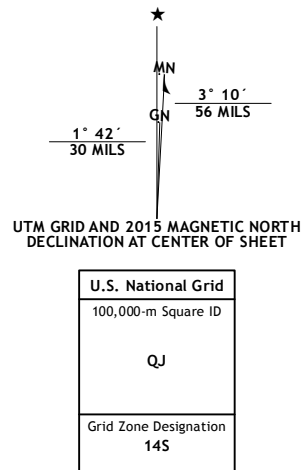 ★
MN
3° 10´
56 MILS
GN
1° 42´
30 MILS
UTM GRID AND 2015 MAGNETIC NORTH
DECLINATION AT CENTER OF SHEET
U.S. National Grid
100,000-m Square ID
QJ
Grid Zone Designation
14S